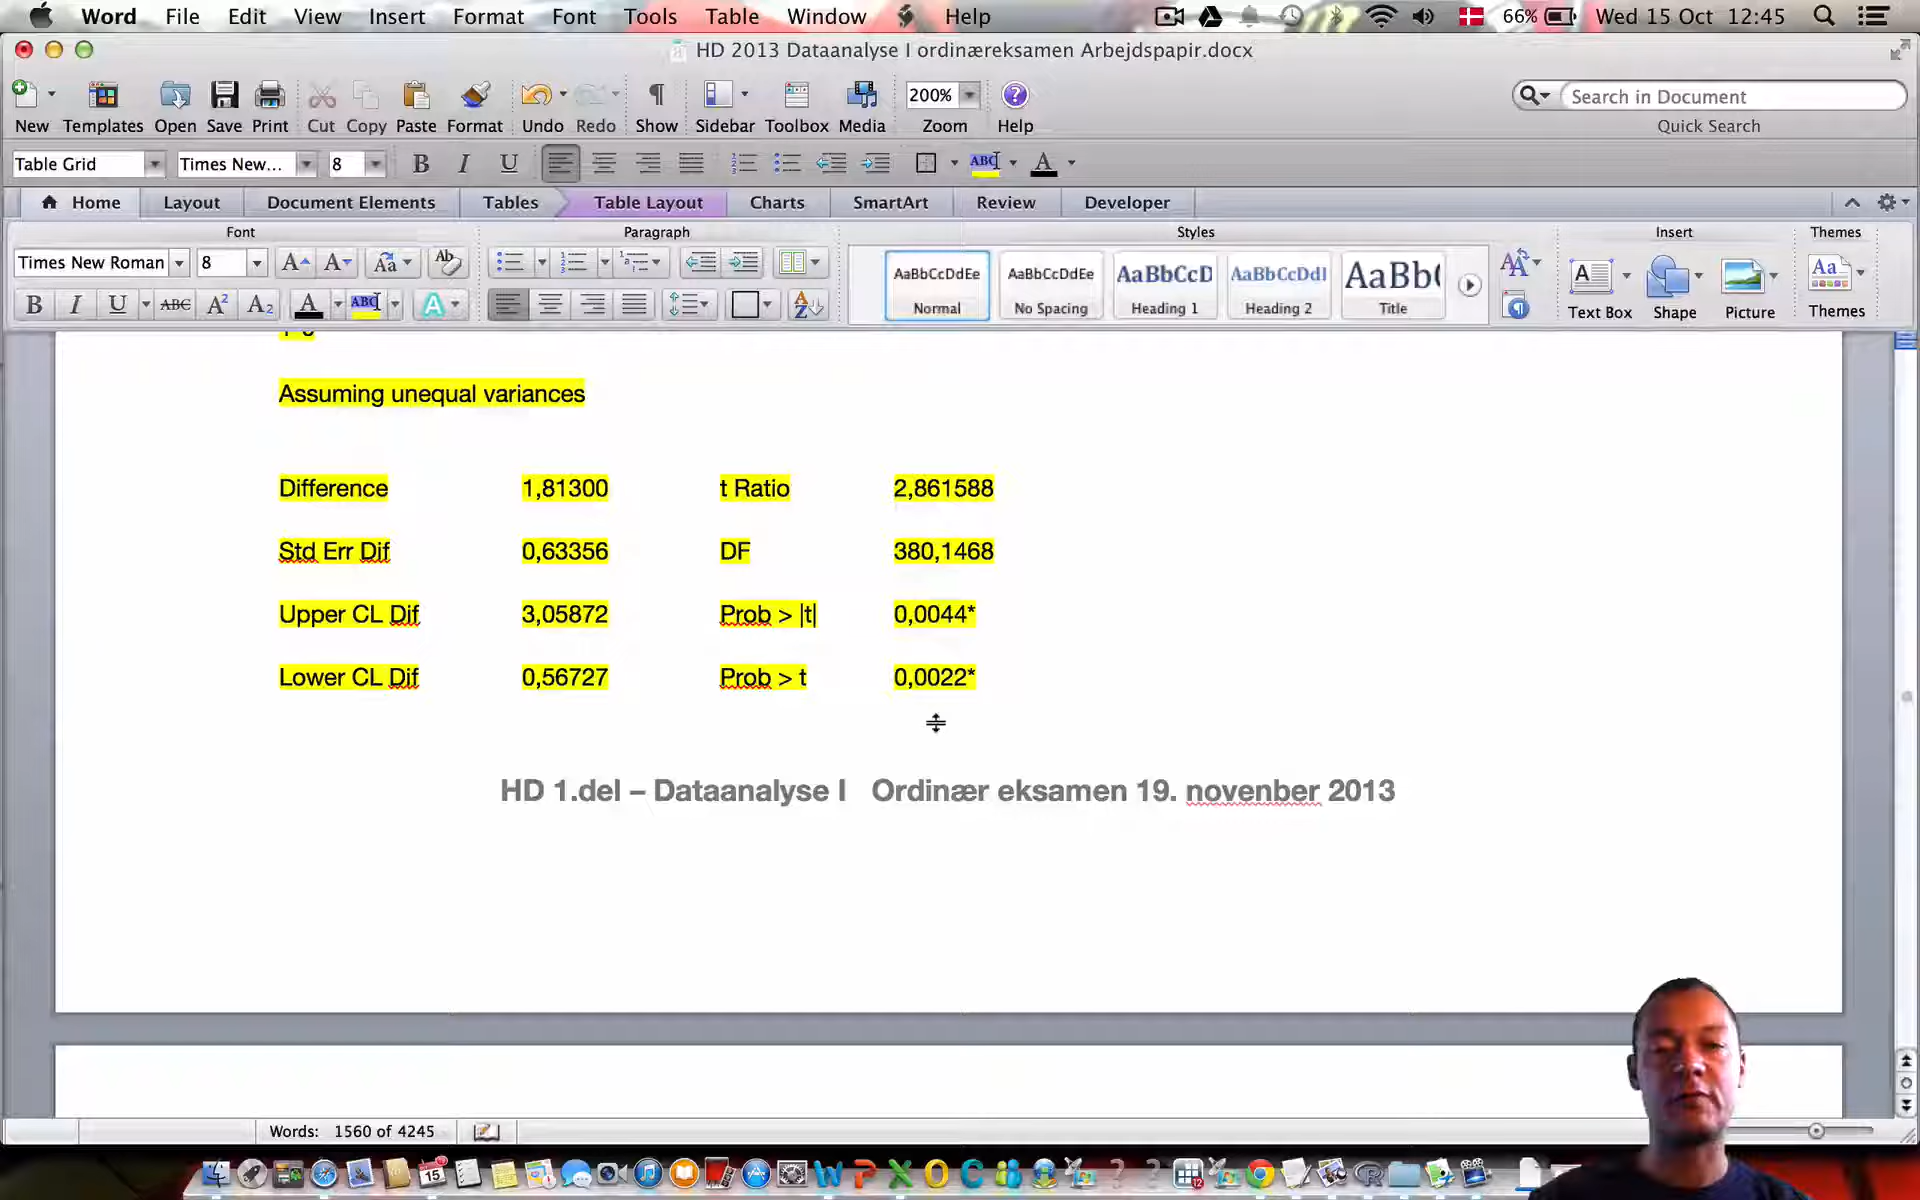 Word File Edit View Insert Format Font Tools Table Window Help 66% Wed 15 Oct 12:45
HD 2013 Dataanalyse I ordinæreksamen Arbejdspapir.docx
200% Search in Document
New Templates Open Save Print Cut Copy Paste Format Undo Redo Show Sidebar Toolbox Media Zoom Help Quick Search
Table Grid Times New... 8 B I U ABC A
Home Layout Document Elements Tables Table Layout Charts SmartArt Review Developer
Font Paragraph Styles Insert Themes
Times New Roman 8
AaBbCcDdEe AaBbCcDdEe AaBbCcD AaBbCcDdI AaBb(
Normal No Spacing Heading 1 Heading 2 Title Text Box Shape Picture Themes
Assuming unequal variances
Difference 1,81300 t Ratio 2,861588
Std Err Dif 0,63356 DF 380,1468
Upper CL Dif 3,05872 Prob > |t| 0,0044*
Lower CL Dif 0,56727 Prob > t 0,0022*
HD 1.del – Dataanalyse I Ordinær eksamen 19. novenber 2013
Words: 1560 of 4245